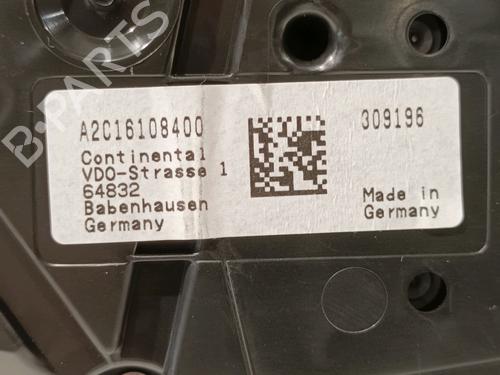 A2C16108400
309196
Continental
VDO-Strasse 1
64832
Babenhausen
Germany
Made in
Germany
B-PARTS